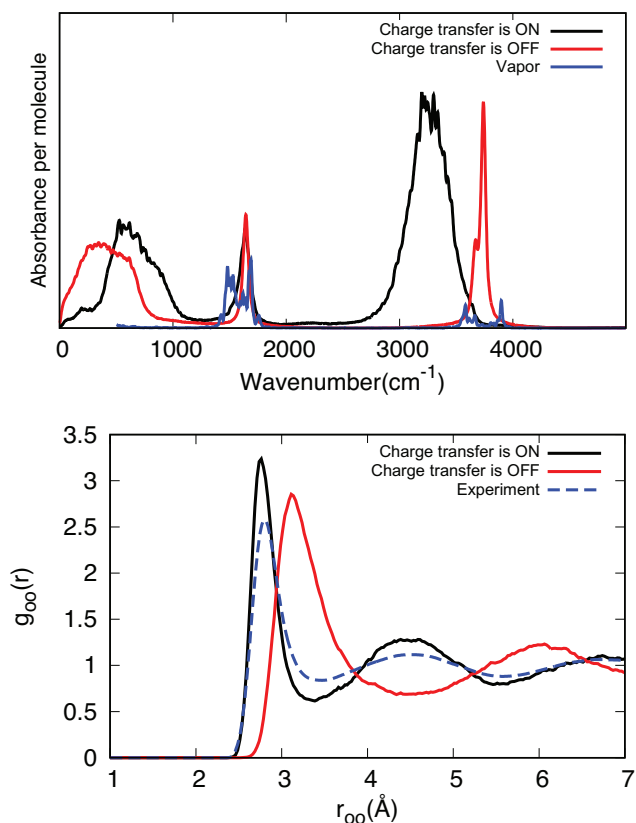 Charge transfer is ON
Charge transfer is OFF
Vapor
Absorbance per molecule
0 1000 2000 3000 4000
Wavenumber(cm⁻¹)
3.5
3
2.5
2
1.5
1
0.5
0
Charge transfer is ON
Charge transfer is OFF
Experiment
g_oo(r)
1 2 3 4 5 6 7
r_oo(Å)